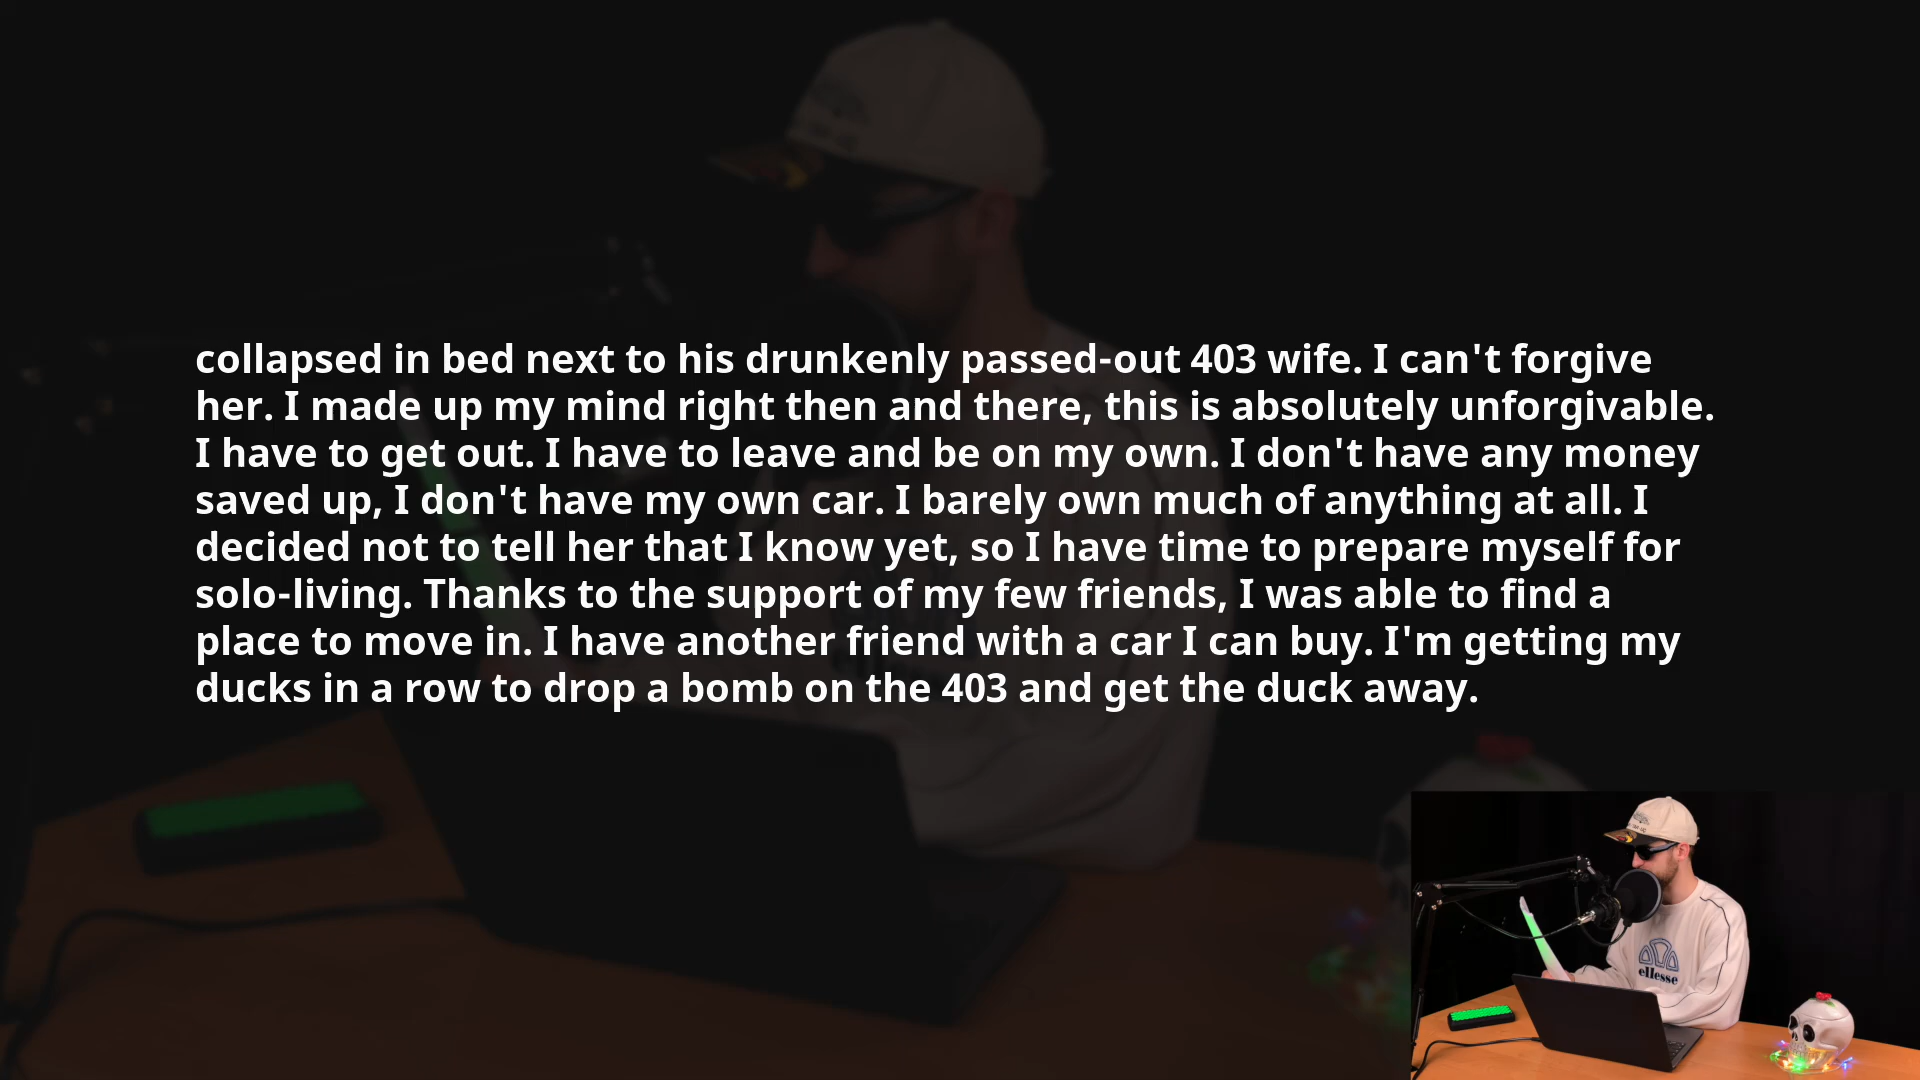 collapsed in bed next to his drunkenly passed-out 403 wife. I can't forgive
her. I made up my mind right then and there, this is absolutely unforgivable.
I have to get out. I have to leave and be on my own. I don't have any money
saved up, I don't have my own car. I barely own much of anything at all. I
decided not to tell her that I know yet, so I have time to prepare myself for
solo-living. Thanks to the support of my few friends, I was able to find a
place to move in. I have another friend with a car I can buy. I'm getting my
ducks in a row to drop a bomb on the 403 and get the duck away.
ellesse